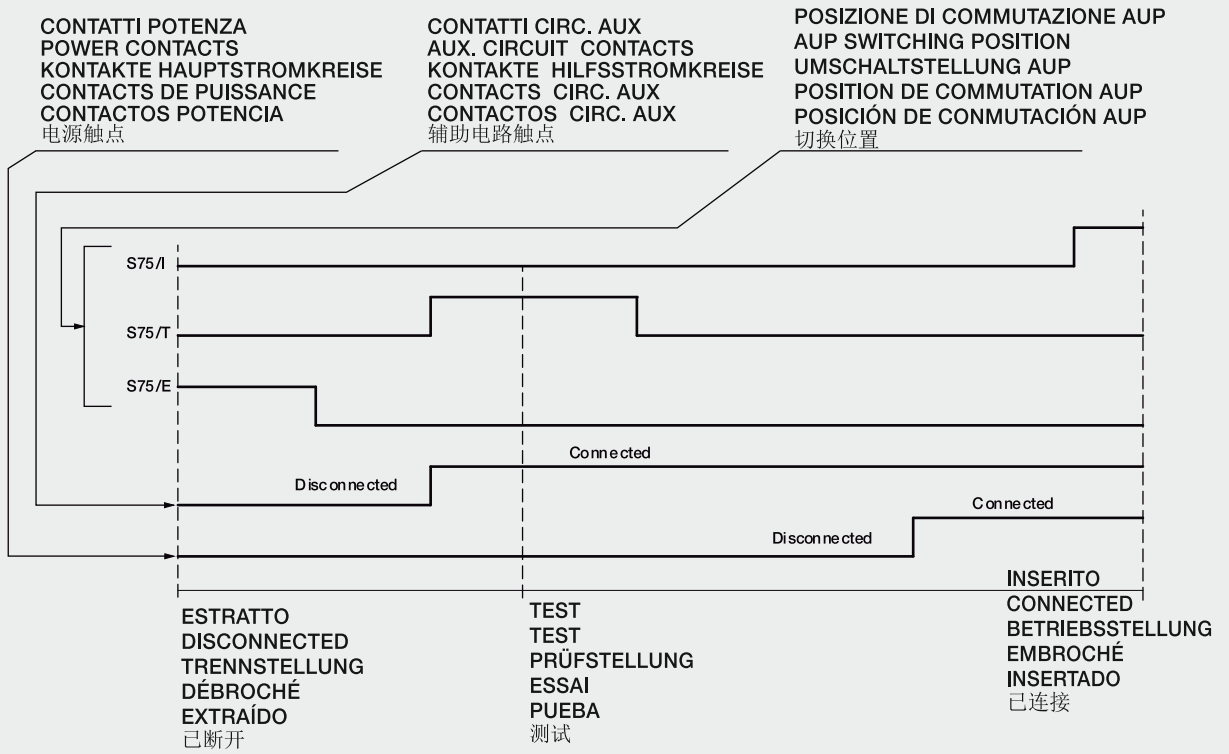 CONTATTI POTENZA
POWER CONTACTS
KONTAKTE HAUPTSTROMKREISE
CONTACTS DE PUISSANCE
CONTACTOS POTENCIA
电源触点
CONTATTI CIRC. AUX
AUX. CIRCUIT CONTACTS
KONTAKTE HILFSSTROMKREISE
CONTACTS CIRC. AUX
CONTACTOS CIRC. AUX
辅助电路触点
POSIZIONE DI COMMUTAZIONE AUP
AUP SWITCHING POSITION
UMSCHALTSTELLUNG AUP
POSITION DE COMMUTATION AUP
POSICIÓN DE CONMUTACIÓN AUP
切换位置
S75/I
S75/T
S75/E
Connected
Disconnected
Connected
Disconnected
ESTRATTO
DISCONNECTED
TRENNSTELLUNG
DÉBROCHÉ
EXTRAÍDO
已断开
TEST
TEST
PRÜFSTELLUNG
ESSAI
PUEBA
测试
INSERITO
CONNECTED
BETRIEBSSTELLUNG
EMBROCHÉ
INSERTADO
已连接